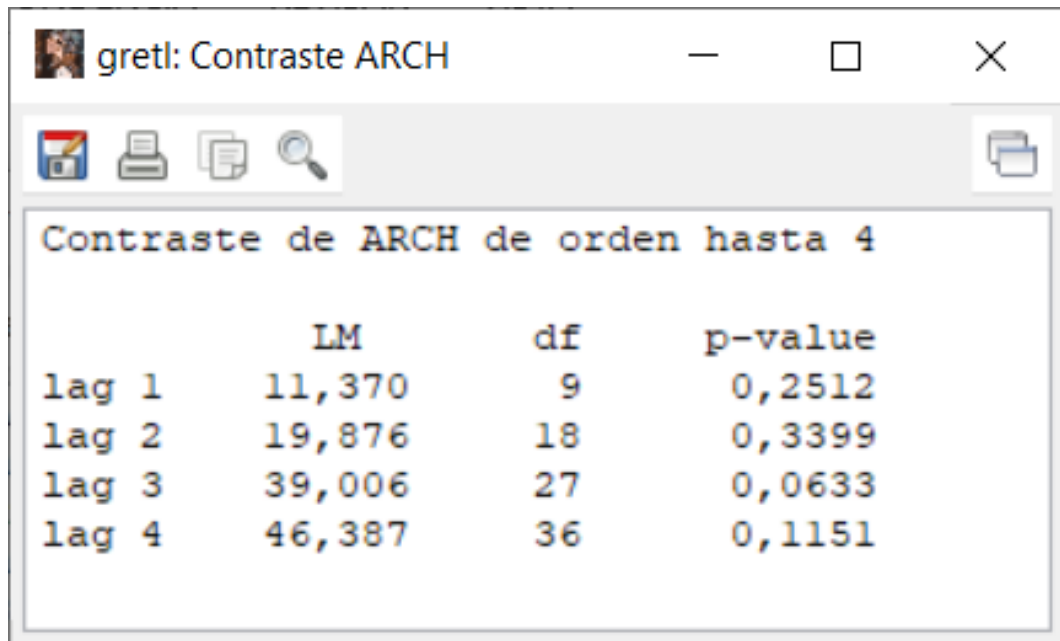 gretl: Contraste ARCH
Contraste de ARCH de orden hasta 4
LM df p-value
lag 1 11,370 9 0,2512
lag 2 19,876 18 0,3399
lag 3 39,006 27 0,0633
lag 4 46,387 36 0,1151